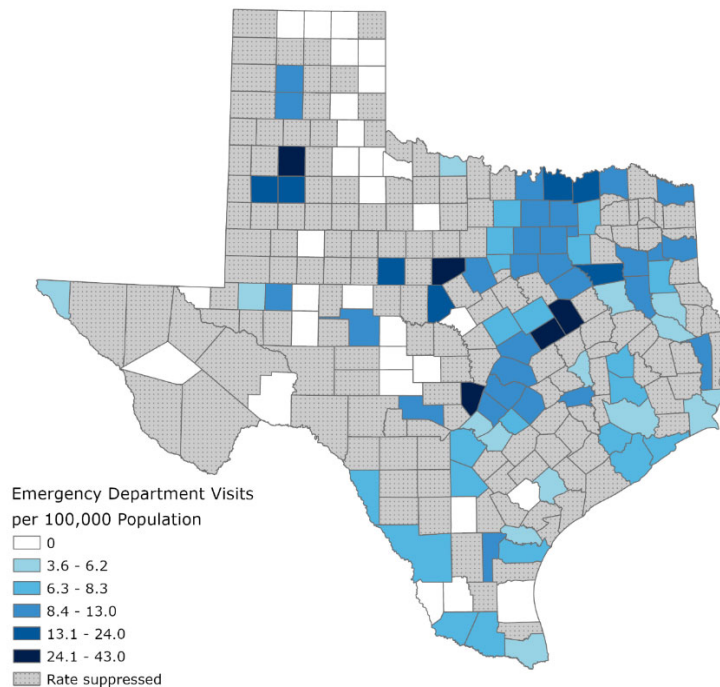 Emergency Department Visits
per 100,000 Population
0
3.6 - 6.2
6.3 - 8.3
8.4 - 13.0
13.1 - 24.0
24.1 - 43.0
Rate suppressed